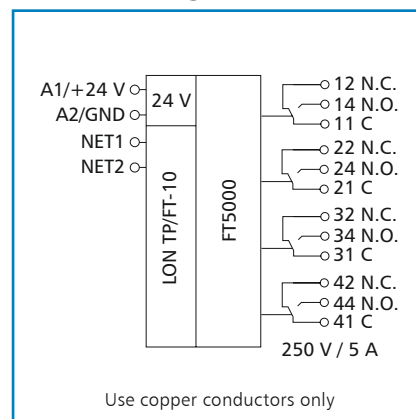 A1/+24 V
A2/GND
NET1
NET2
24 V
LON TP/FT-10
FT5000
12 N.C.
14 N.O.
11 C
22 N.C.
24 N.O.
21 C
32 N.C.
34 N.O.
31 C
42 N.C.
44 N.O.
41 C
250 V / 5 A
Use copper conductors only